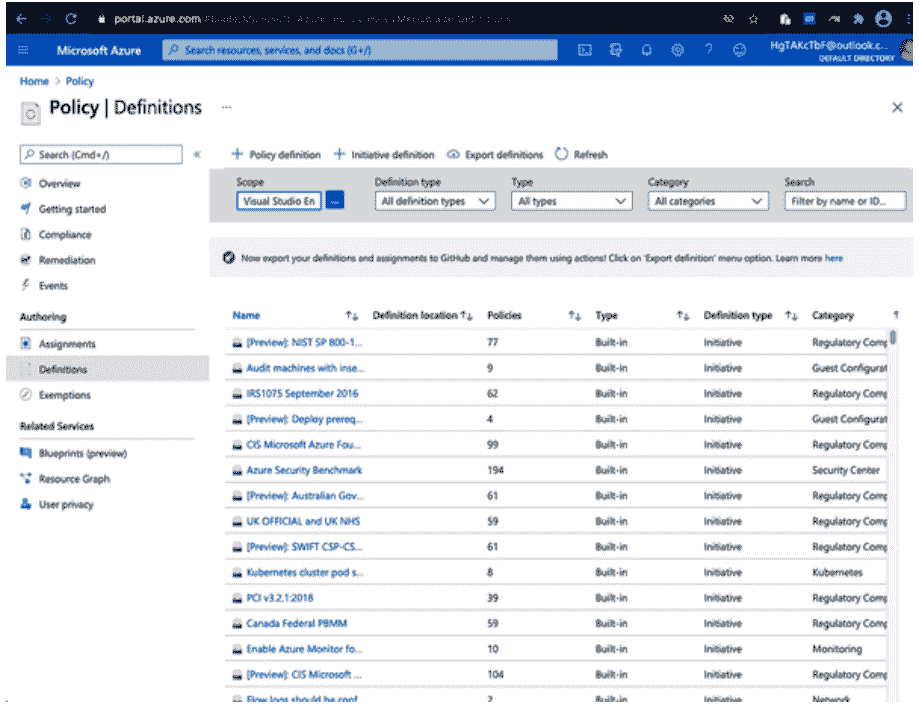 portal.azure.com
Microsoft Azure
Search resources, services, and docs (G+/)
HgTAKcTbF@outlook.c...
DEFAULT DIRECTORY
Home > Policy
Policy | Definitions ...
Search (Cmd+/)
«
Overview
Getting started
Compliance
Remediation
Events
Authoring
Assignments
Definitions
Exemptions
Related Services
Blueprints (preview)
Resource Graph
User privacy
+ Policy definition + Initiative definition Export definitions Refresh
Scope Definition type Type Category Search
Visual Studio En ... All definition types All types All categories Filter by name or ID...
Now export your definitions and assignments to GitHub and manage them using actions! Click on 'Export definition' menu option. Learn more here
Name Definition location Policies Type Definition type Category
[Preview]: NIST SP 800-1... 77 Built-in Initiative Regulatory Comp
Audit machines with inse... 9 Built-in Initiative Guest Configurat
IRS1075 September 2016 62 Built-in Initiative Regulatory Comp
[Preview]: Deploy prereq... 4 Built-in Initiative Guest Configurat
CIS Microsoft Azure Fou... 99 Built-in Initiative Regulatory Comp
Azure Security Benchmark 194 Built-in Initiative Security Center
[Preview]: Australian Gov... 61 Built-in Initiative Regulatory Comp
UK OFFICIAL and UK NHS 59 Built-in Initiative Regulatory Comp
[Preview]: SWIFT CSP-CS... 61 Built-in Initiative Regulatory Comp
Kubernetes cluster pod s... 8 Built-in Initiative Kubernetes
PCI v3.2.1:2018 39 Built-in Initiative Regulatory Comp
Canada Federal PBMM 59 Built-in Initiative Regulatory Comp
Enable Azure Monitor fo... 10 Built-in Initiative Monitoring
[Preview]: CIS Microsoft ... 104 Built-in Initiative Regulatory Comp
Flow logs should be conf... 2 Built-in Initiative Network